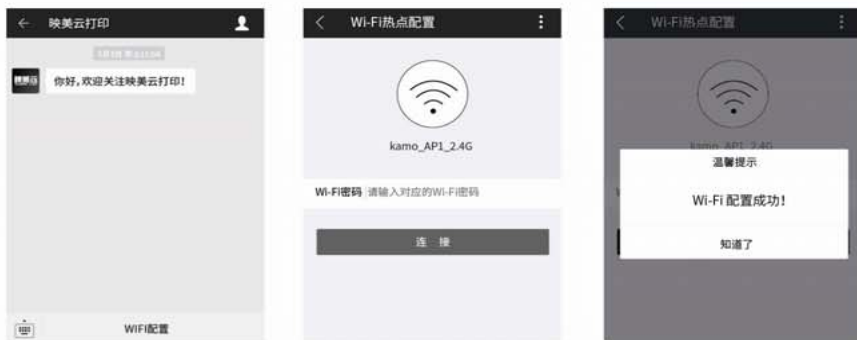 映美云打印
你好,欢迎关注映美云打印!
WIFI配置
Wi-Fi热点配置
kamo_AP1_2.4G
Wi-Fi密码 请输入对应的Wi-Fi密码
连 接
Wi-Fi热点配置
kamo_AP1_2.4G
温馨提示
Wi-Fi 配置成功!
知道了